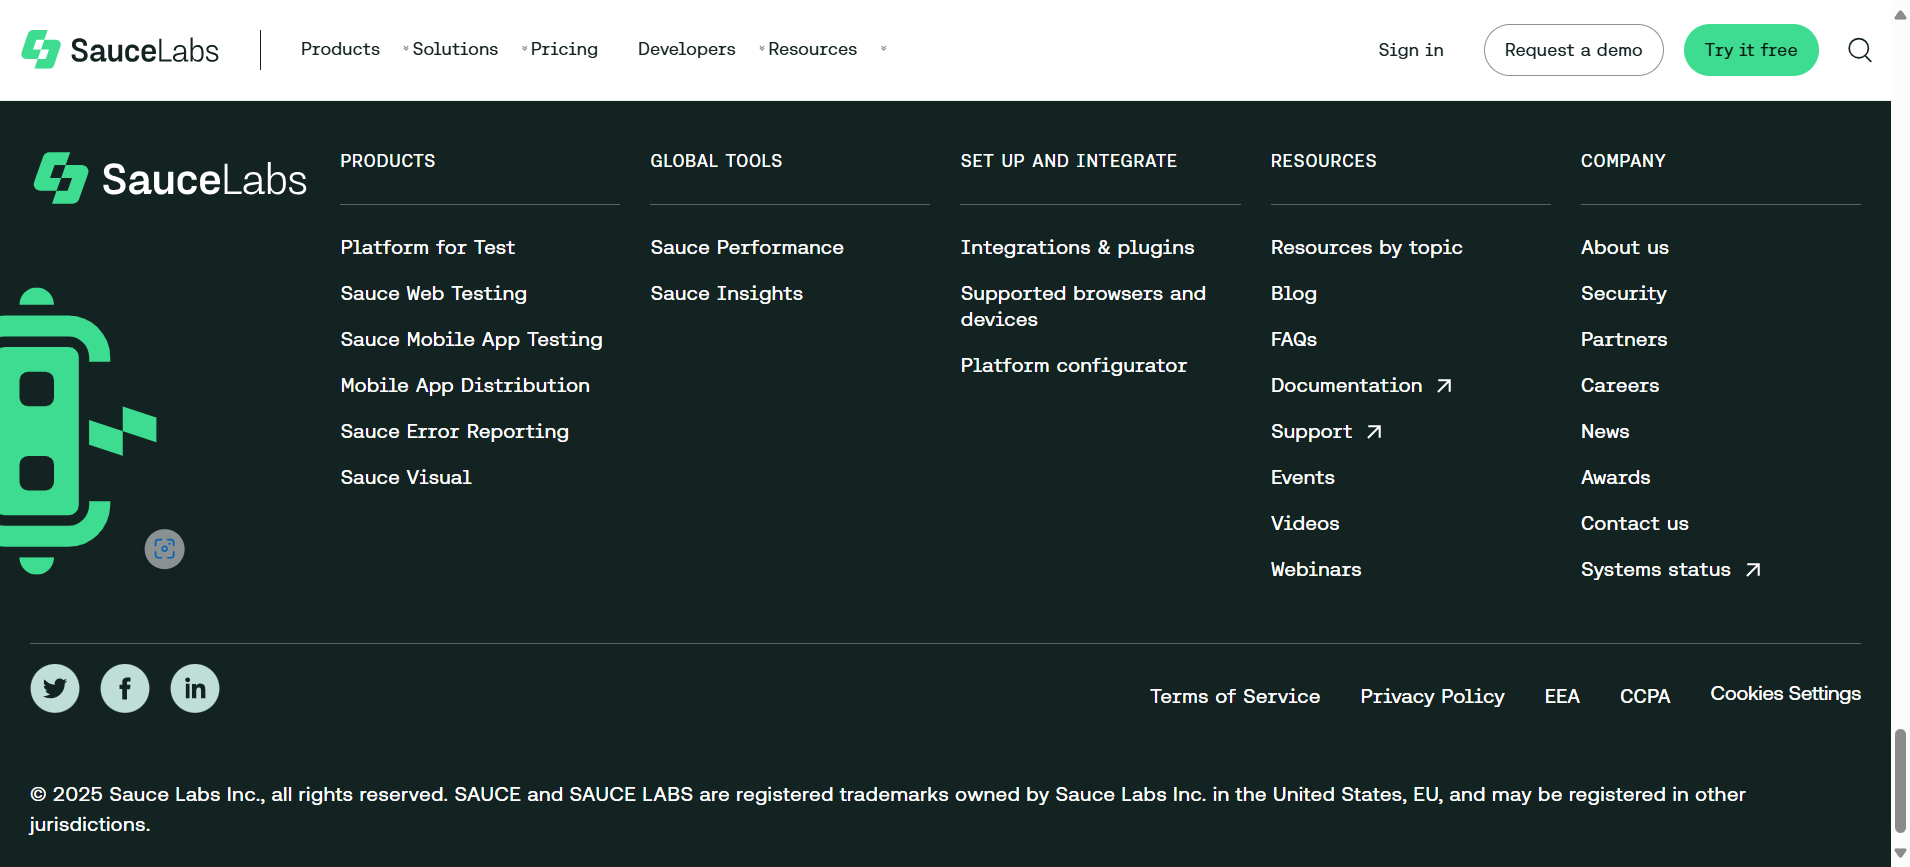 SauceLabs
Products
Solutions
Pricing
Developers
Resources
Sign in
Request a demo
Try it free
SauceLabs
PRODUCTS
Platform for Test
Sauce Web Testing
Sauce Mobile App Testing
Mobile App Distribution
Sauce Error Reporting
Sauce Visual
GLOBAL TOOLS
Sauce Performance
Sauce Insights
SET UP AND INTEGRATE
Integrations & plugins
Supported browsers and
devices
Platform configurator
RESOURCES
Resources by topic
Blog
FAQs
Documentation
Support
Events
Videos
Webinars
COMPANY
About us
Security
Partners
Careers
News
Awards
Contact us
Systems status
Terms of Service
Privacy Policy
EEA
CCPA
Cookies Settings
© 2025 Sauce Labs Inc., all rights reserved. SAUCE and SAUCE LABS are registered trademarks owned by Sauce Labs Inc. in the United States, EU, and may be registered in other
jurisdictions.